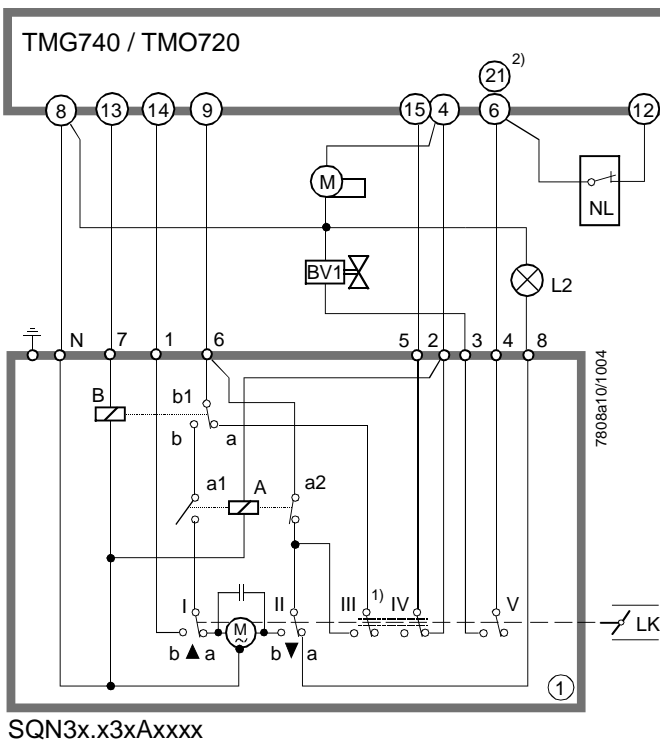 TMG740 / TMO720
21 2)
8 13 14 9 15 4 6 12
M
NL
BV1
L2
N 7 1 6 5 2 3 4 8
7808a10/1004
B b1
b a
a1 A a2
I II III 1) IV V
M ~
b ▲ a b ▼ a
LK
1
SQN3x.x3xAxxxx